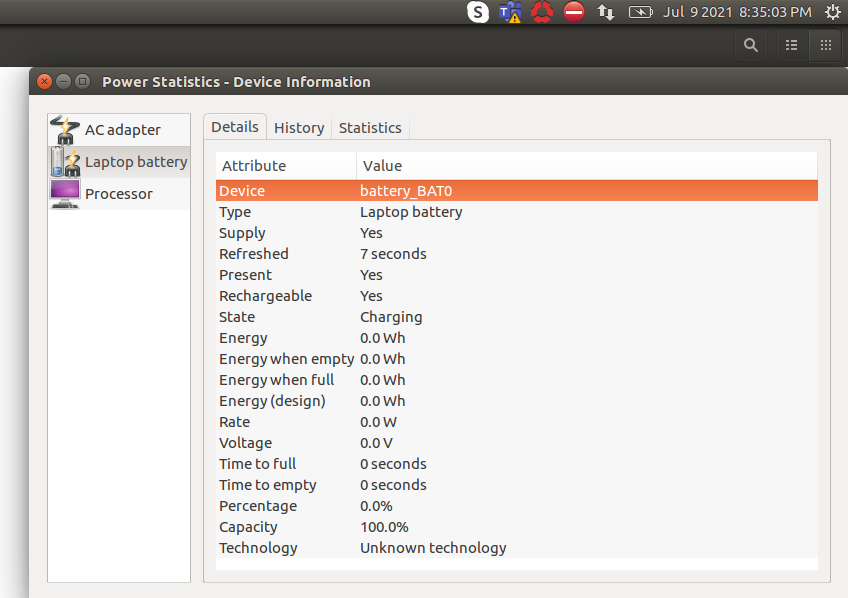 S T Jul 9 2021 8:35:03 PM
Power Statistics - Device Information
AC adapter
Laptop battery
Processor
Details History Statistics
Attribute Value
Device battery_BAT0
Type Laptop battery
Supply Yes
Refreshed 7 seconds
Present Yes
Rechargeable Yes
State Charging
Energy 0.0 Wh
Energy when empty 0.0 Wh
Energy when full 0.0 Wh
Energy (design) 0.0 Wh
Rate 0.0 W
Voltage 0.0 V
Time to full 0 seconds
Time to empty 0 seconds
Percentage 0.0%
Capacity 100.0%
Technology Unknown technology